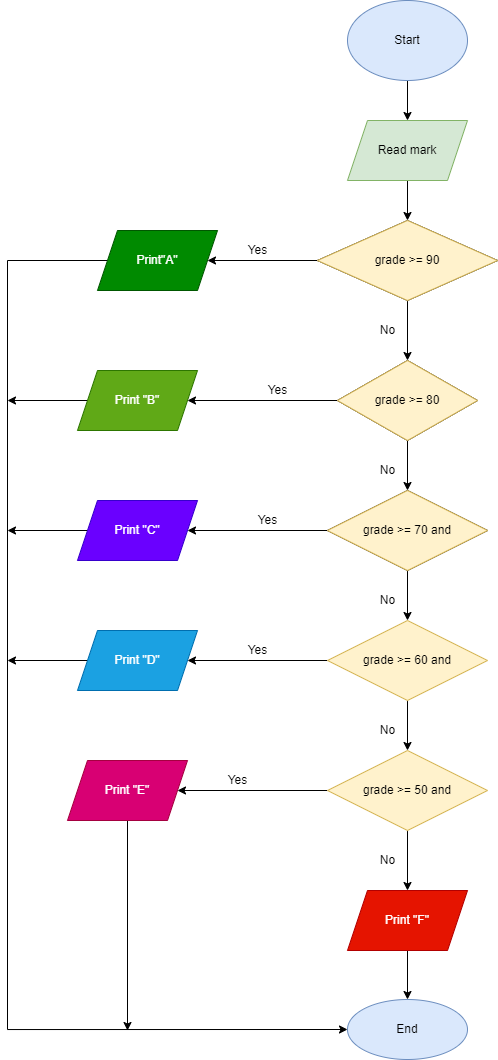 Start
Read mark
grade >= 90
Yes
Print"A"
No
grade >= 80
Yes
Print "B"
No
grade >= 70 and
Yes
Print "C"
No
grade >= 60 and
Yes
Print "D"
No
grade >= 50 and
Yes
Print "E"
No
Print "F"
End